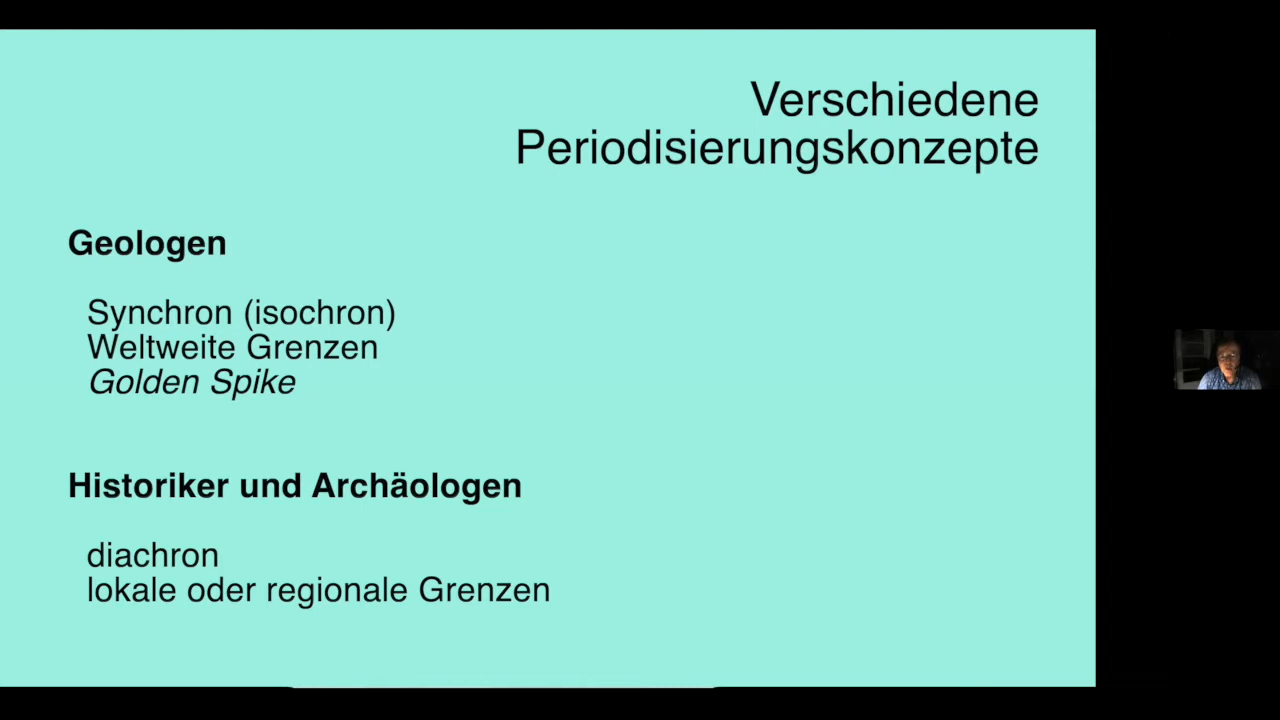 Verschiedene
Periodisierungskonzepte
Geologen
Synchron (isochron)
Weltweite Grenzen
Golden Spike
Historiker und Archäologen
diachron
lokale oder regionale Grenzen